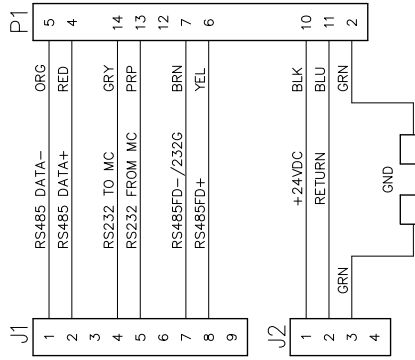 P1
5
4
14
13
12
7
6
10
11
2
ORG
RED
GRY
PRP
BRN
YEL
BLK
BLU
GRN
RS485 DATA-
RS485 DATA+
RS232 TO MC
RS232 FROM MC
RS485FD-/232G
RS485FD+
+24VDC
RETURN
GND
GRN
J1
1
2
3
4
5
6
7
8
9
J2
1
2
3
4